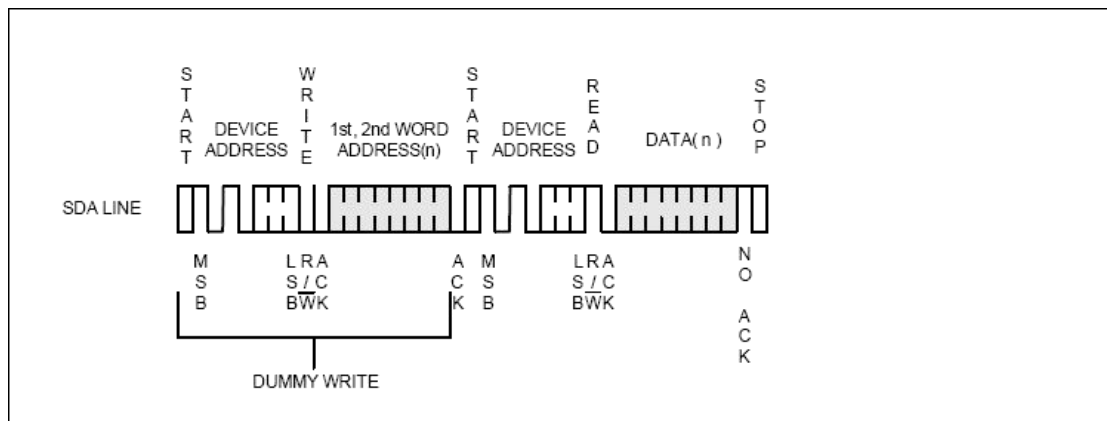 START
DEVICE ADDRESS
WRITE
1st, 2nd WORD ADDRESS(n)
START
DEVICE ADDRESS
READ
DATA( n )
STOP
SDA LINE
MSB
LSB
R/W
ACK
ACK
MSB
LSB
R/W
ACK
NO ACK
DUMMY WRITE